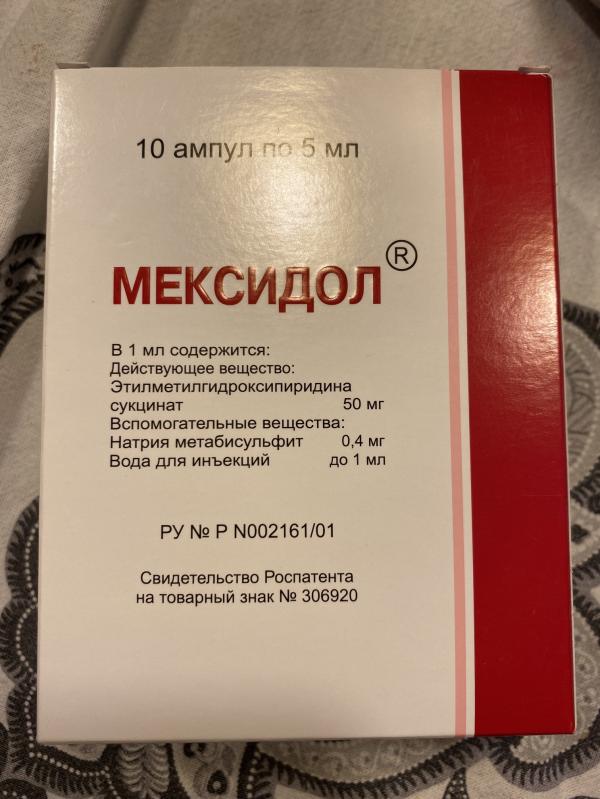 10 ампул по 5 мл
МЕКСИДОЛ®
В 1 мл содержится:
Действующее вещество:
Этилметилгидроксипиридина
сукцинат 50 мг
Вспомогательные вещества:
Натрия метабисульфит 0,4 мг
Вода для инъекций до 1 мл
РУ № Р N002161/01
Свидетельство Роспатента
на товарный знак № 306920